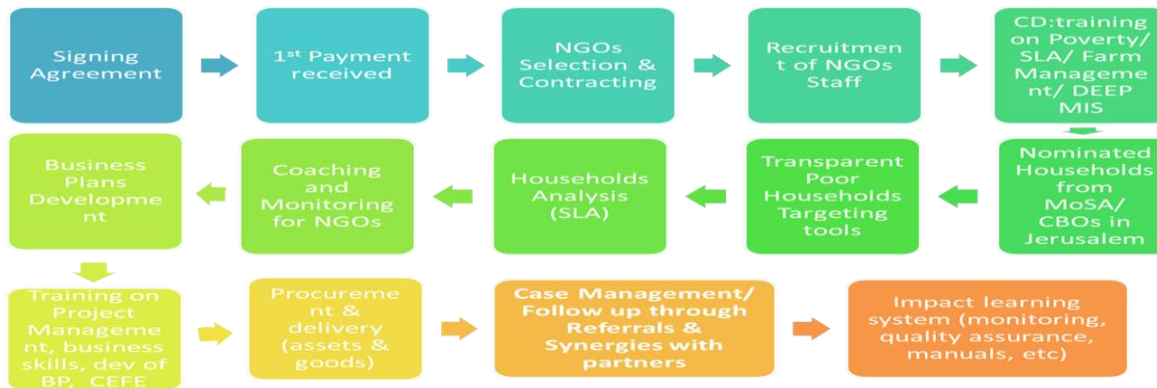 Signing
Agreement
1st Payment
received
NGOs
Selection &
Contracting
Recruitmen
t of NGOs
Staff
CD:training
on Poverty/
SLA/ Farm
Manageme
nt/ DEEP
MIS
Nominated
Households
from
MoSA/
CBOs in
Jerusalem
Transparent
Poor
Households
Targeting
tools
Households
Analysis
(SLA)
Coaching
and
Monitoring
for NGOs
Business
Plans
Developme
nt
Training on
Project
Manageme
nt, business
skills, dev of
BP, CEFE
Procureme
nt &
delivery
(assets &
goods)
Case Management/
Follow up through
Referrals &
Synergies with
partners
Impact learning
system (monitoring,
quality assurance,
manuals, etc)